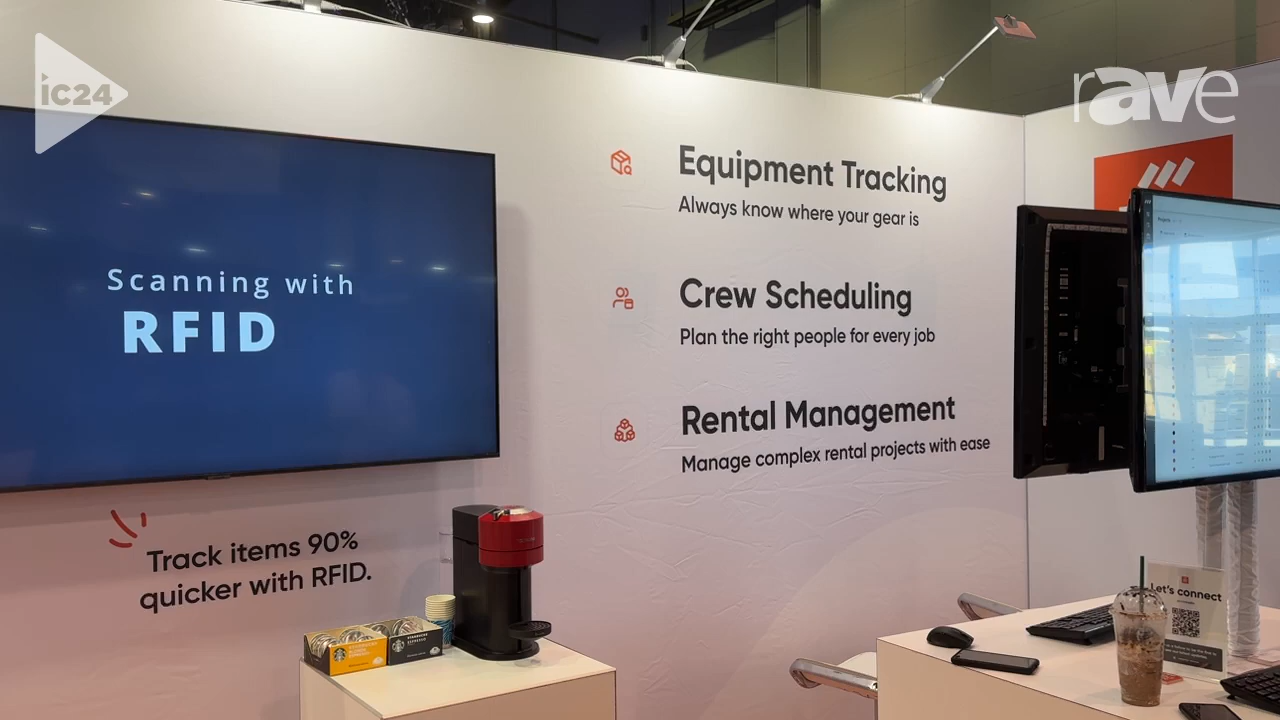 ic24
rAVe
Scanning with
RFID
Equipment Tracking
Always know where your gear is
Crew Scheduling
Plan the right people for every job
Rental Management
Manage complex rental projects with ease
Track items 90%
quicker with RFID.
Projects
Let's connect